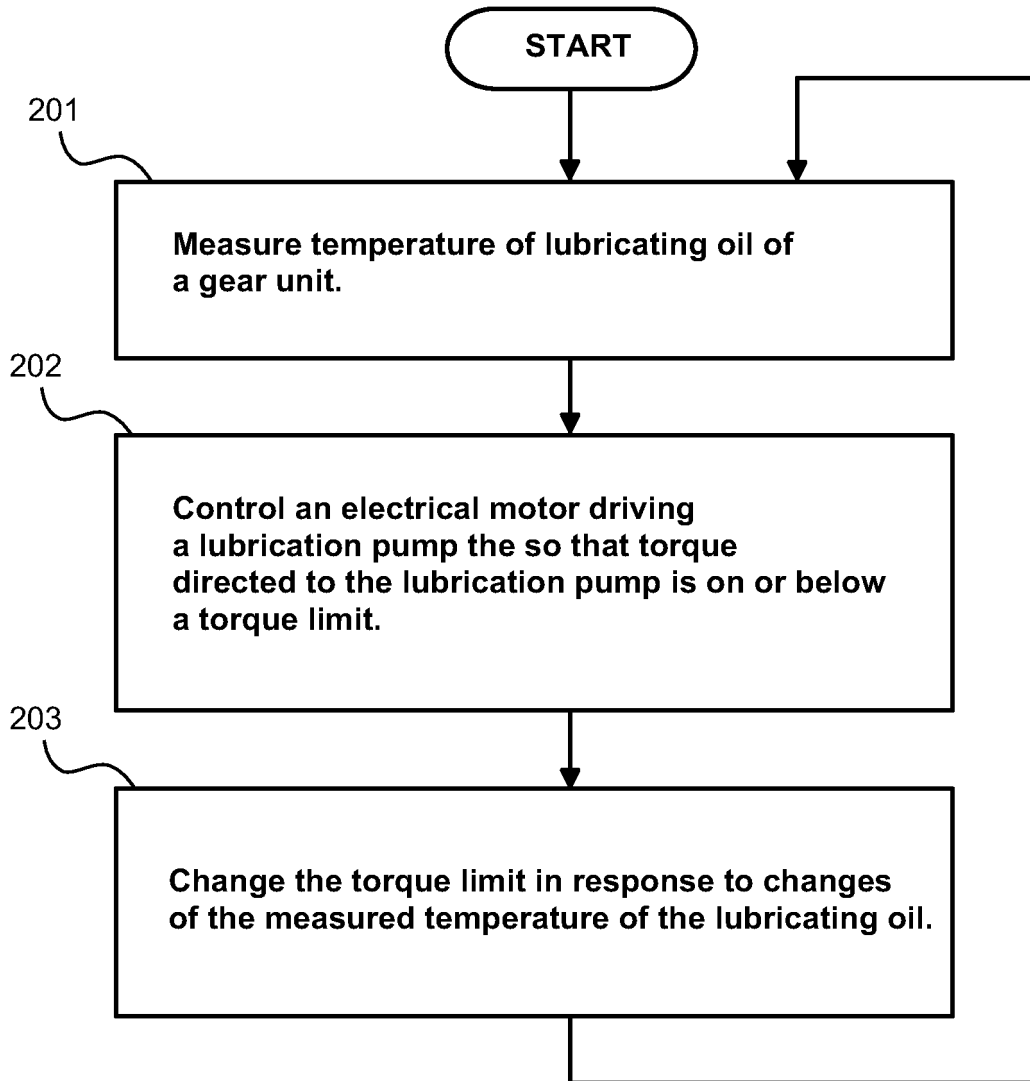 START
201
Measure temperature of lubricating oil of
a gear unit.
202
Control an electrical motor driving
a lubrication pump the so that torque
directed to the lubrication pump is on or below
a torque limit.
203
Change the torque limit in response to changes
of the measured temperature of the lubricating oil.